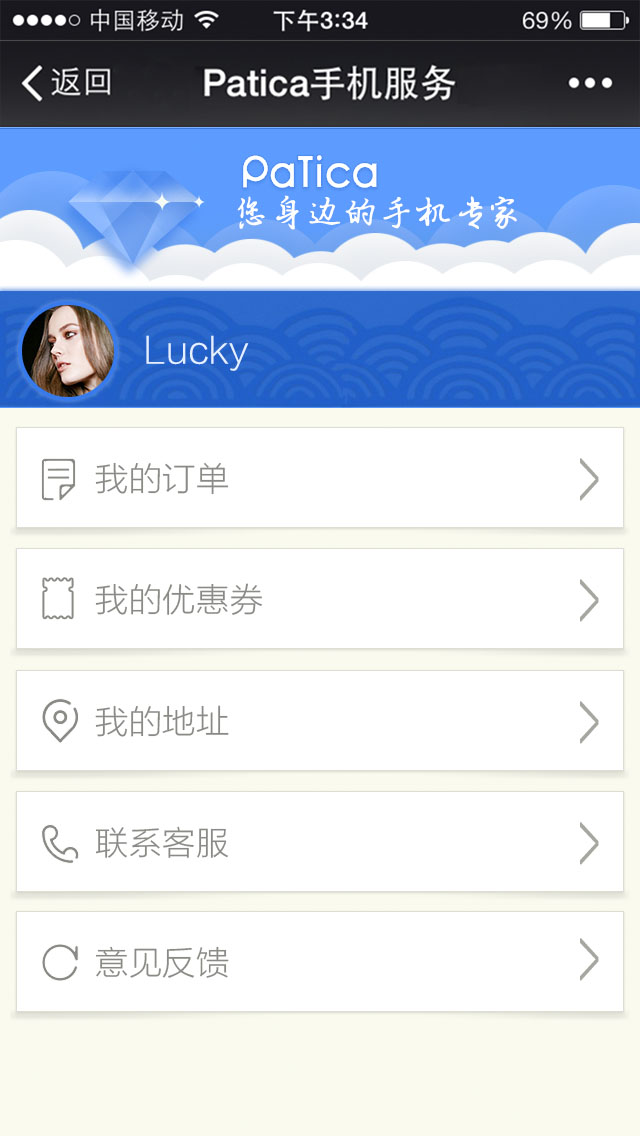 中国移动 下午3:34 69%
返回 Patica手机服务
PaTica
您身边的手机专家
Lucky
我的订单
我的优惠券
我的地址
联系客服
意见反馈